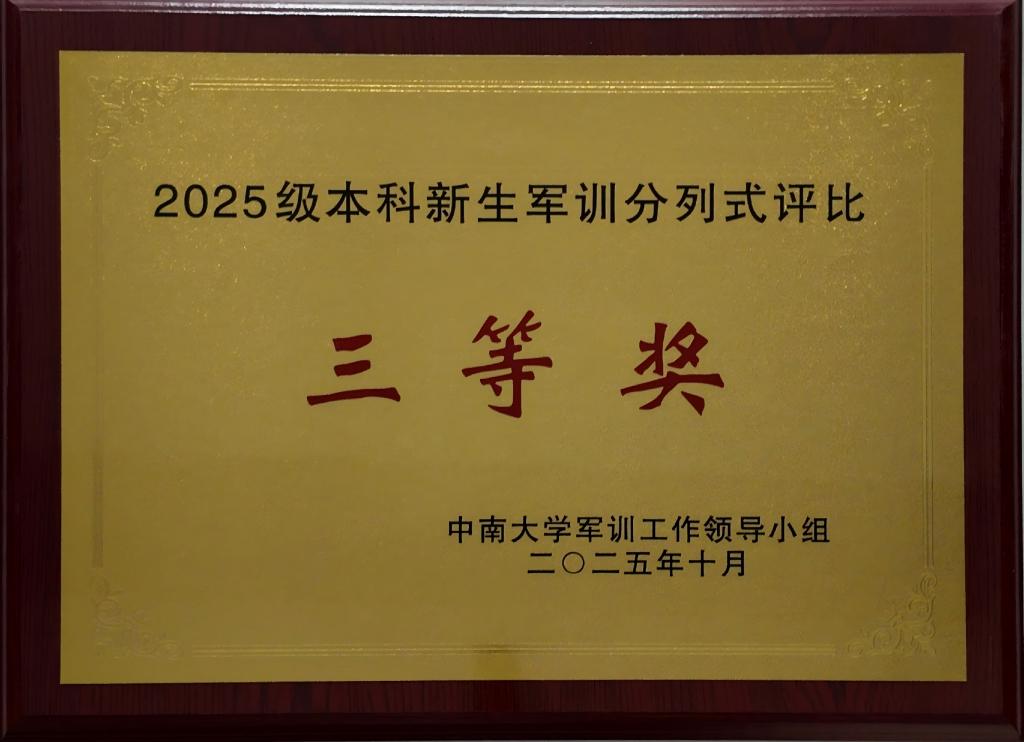 2025级本科新生军训分列式评比
三等奖
中南大学军训工作领导小组
二〇二五年十月